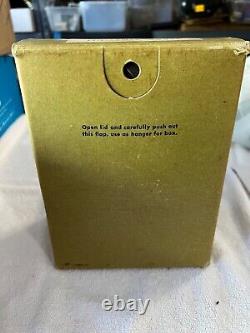 Open lid and carefully push out
this flap, use as hanger for box.